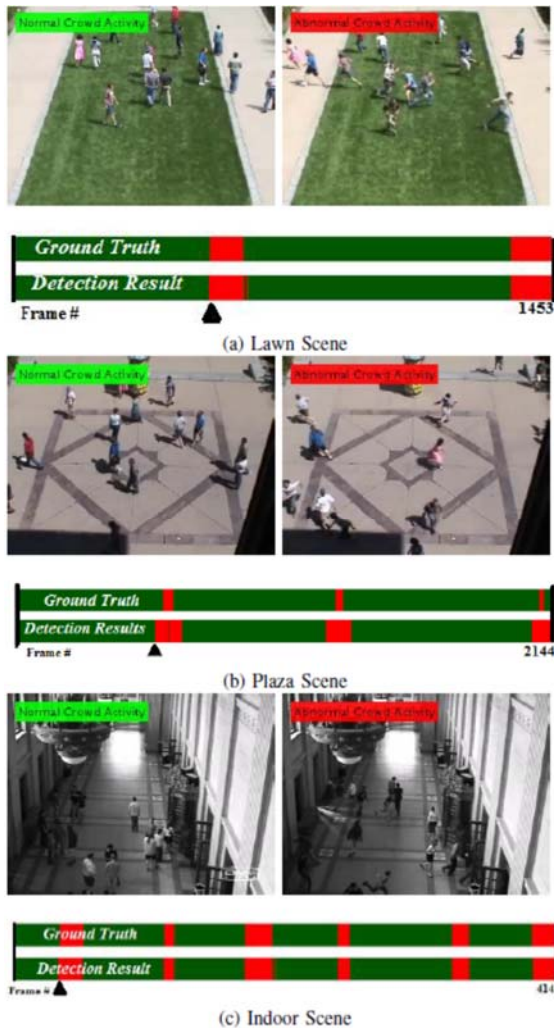 Normal Crowd Activity Abnormal Crowd Activity
Ground Truth
Detection Result
Frame # 1453
(a) Lawn Scene
Normal Crowd Activity Abnormal Crowd Activity
Ground Truth
Detection Results
Frame # 2144
(b) Plaza Scene
Normal Crowd Activity Abnormal Crowd Activity
Ground Truth
Detection Result
Frame #
(c) Indoor Scene